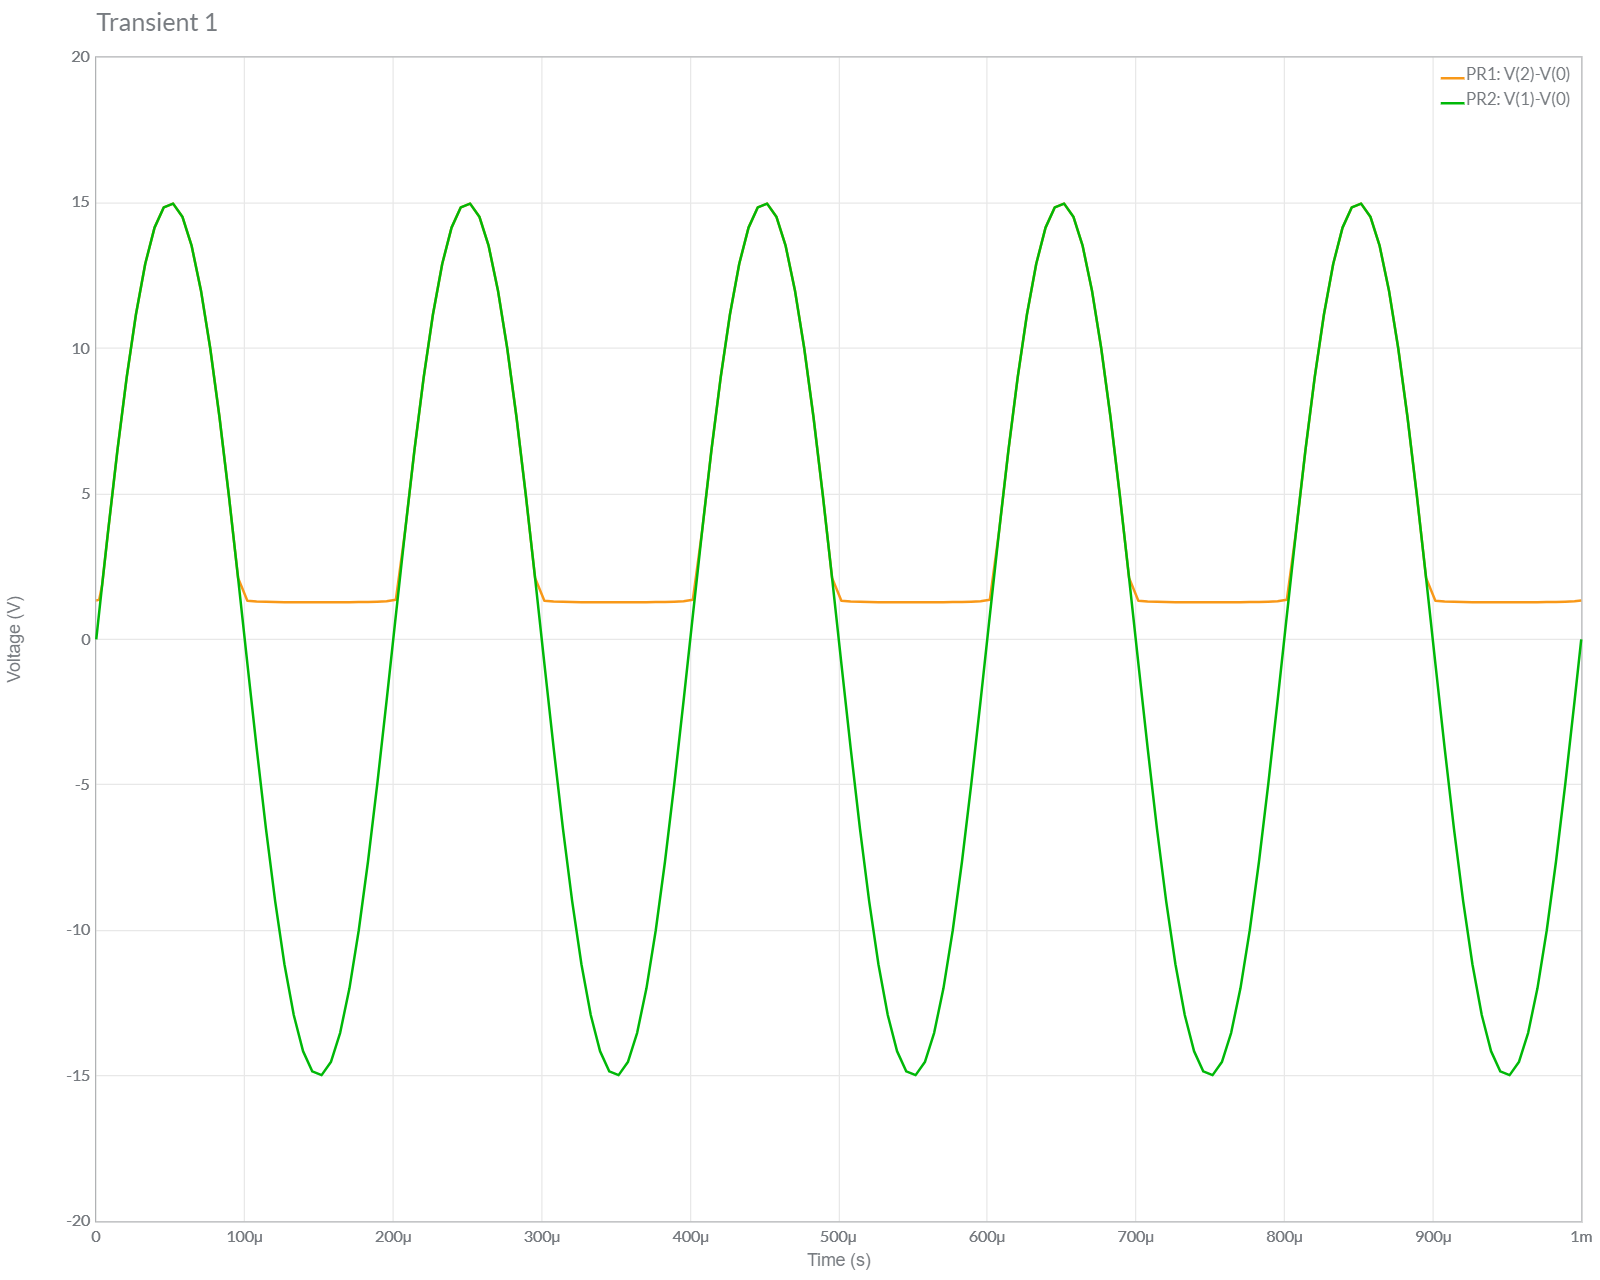 Transient 1
PR1: V(2)-V(0)
PR2: V(1)-V(0)
20
15
10
5
0
-5
-10
-15
-20
Voltage (V)
0 100µ 200µ 300µ 400µ 500µ 600µ 700µ 800µ 900µ 1m
Time (s)